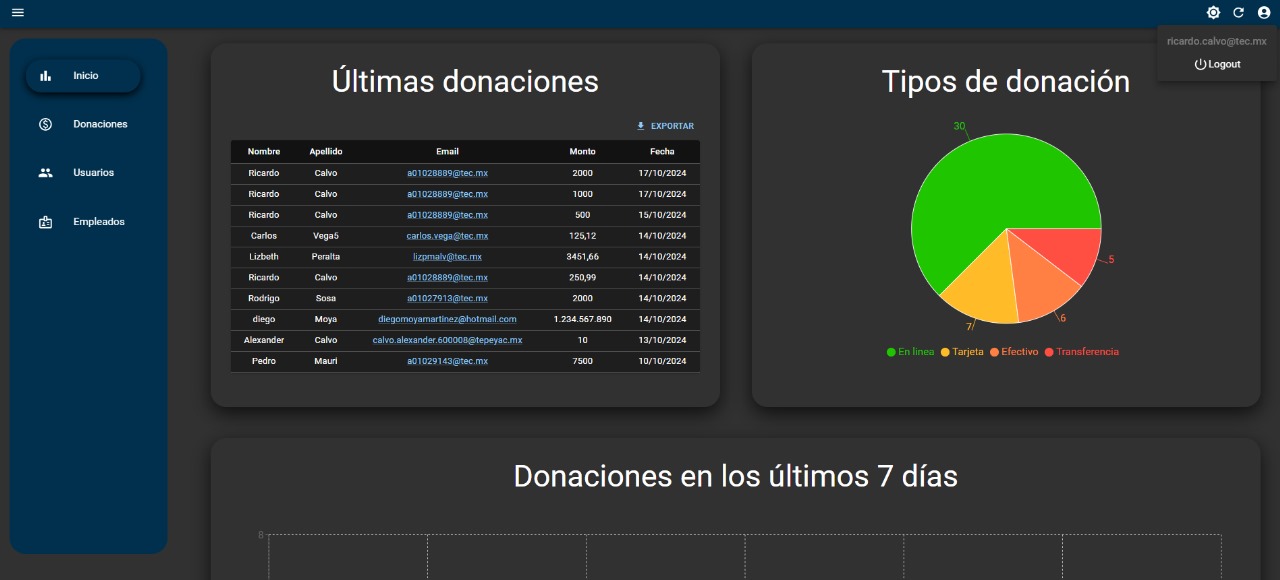 ricardo.calvo@tec.mx
Logout
Inicio
Donaciones
Usuarios
Empleados
Últimas donaciones
EXPORTAR
Nombre Apellido Email Monto Fecha
Ricardo Calvo a01028889@tec.mx 2000 17/10/2024
Ricardo Calvo a01028889@tec.mx 1000 17/10/2024
Ricardo Calvo a01028889@tec.mx 500 15/10/2024
Carlos Vega5 carlos.vega@tec.mx 125,12 14/10/2024
Lizbeth Peralta lizpmalv@tec.mx 3451,66 14/10/2024
Ricardo Calvo a01028889@tec.mx 250,99 14/10/2024
Rodrigo Sosa a01027913@tec.mx 2000 14/10/2024
diego Moya diegomoyamartinez@hotmail.com 1.234.567.890 14/10/2024
Alexander Calvo calvo.alexander.600008@tepeyac.mx 10 13/10/2024
Pedro Mauri a01029143@tec.mx 7500 10/10/2024
Tipos de donación
30
5
6
7
En linea Tarjeta Efectivo Transferencia
Donaciones en los últimos 7 días
8